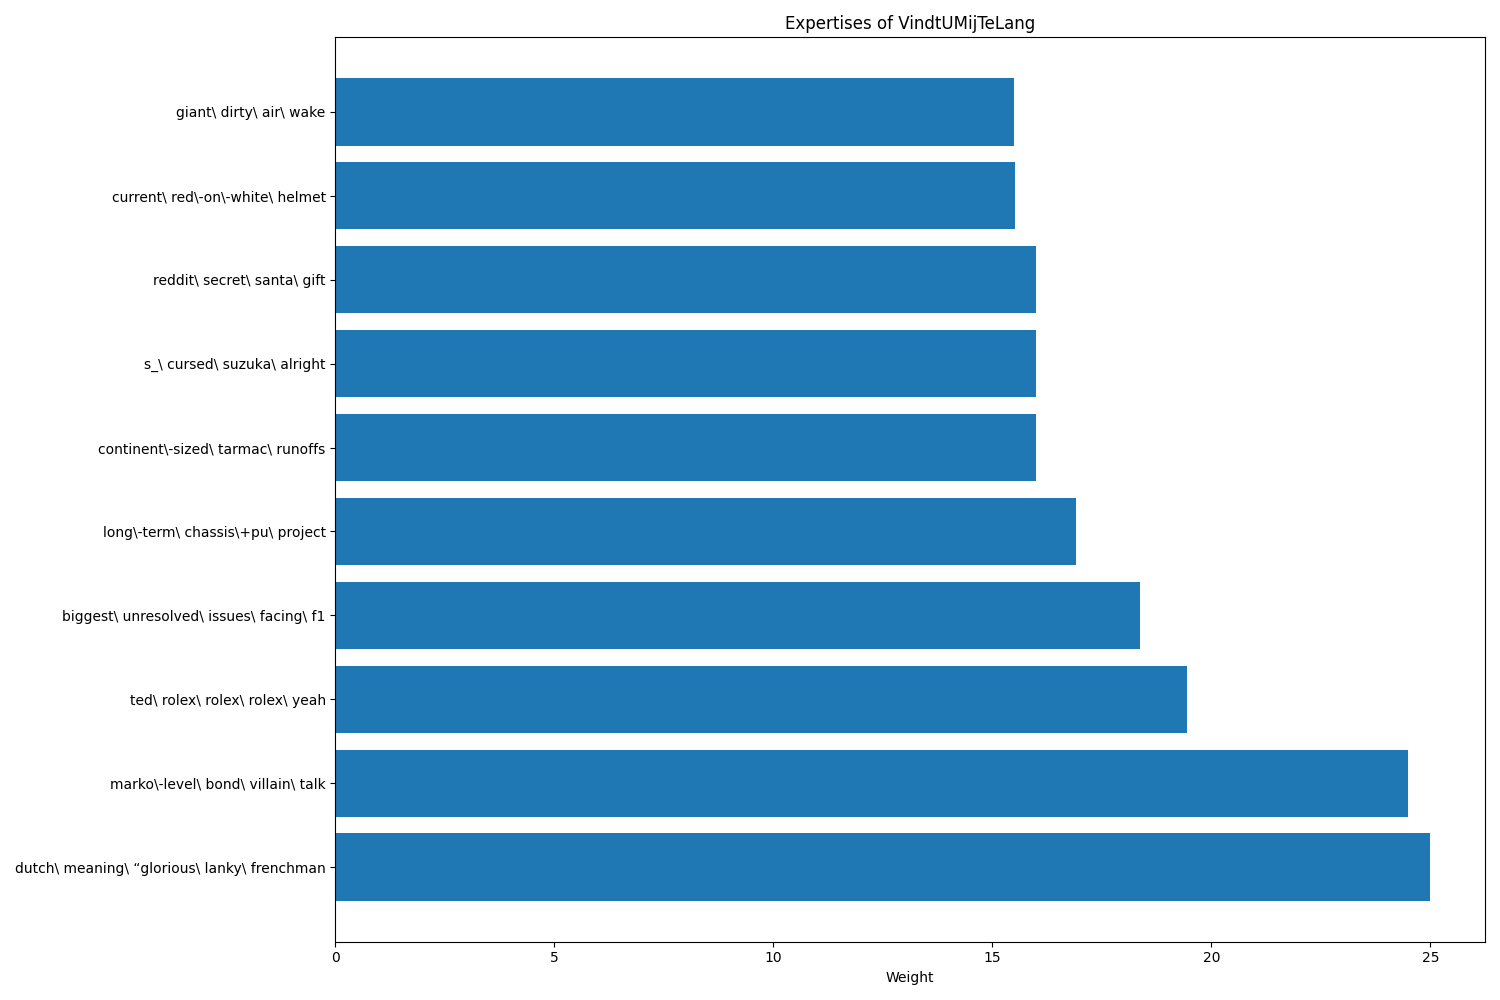 Expertises of VindtUMijTeLang
giant\ dirty\ air\ wake
current\ red\-on\-white\ helmet
reddit\ secret\ santa\ gift
s_\ cursed\ suzuka\ alright
continent\-sized\ tarmac\ runoffs
long\-term\ chassis\+pu\ project
biggest\ unresolved\ issues\ facing\ f1
ted\ rolex\ rolex\ rolex\ yeah
marko\-level\ bond\ villain\ talk
dutch\ meaning\ “glorious\ lanky\ frenchman
0 5 10 15 20 25
Weight